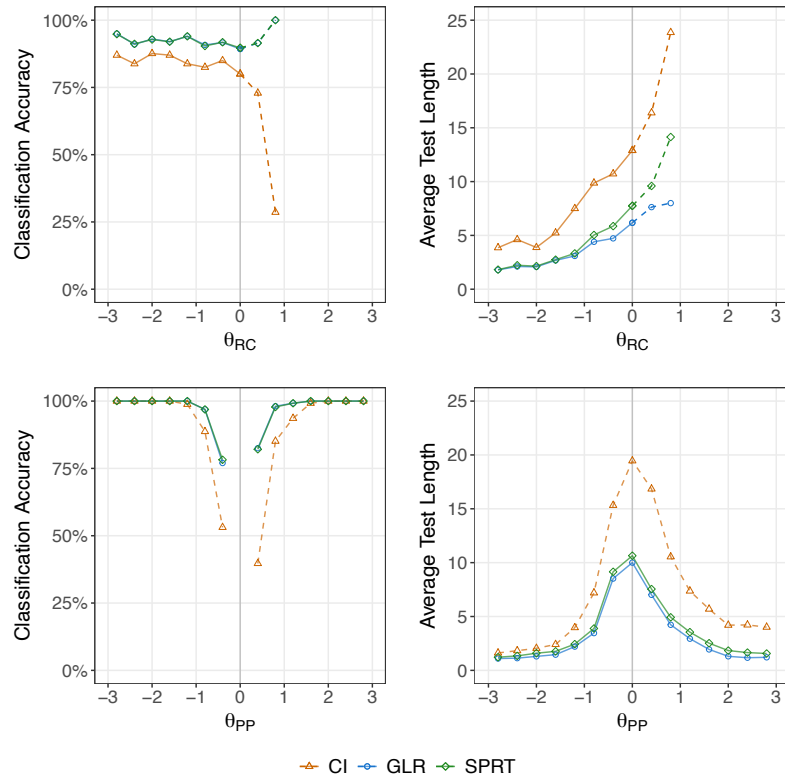 Classification Accuracy
100%
75%
50%
25%
0%
−3 −2 −1 0 1 2 3
θRC
Average Test Length
25
20
15
10
5
0
−3 −2 −1 0 1 2 3
θRC
Classification Accuracy
100%
75%
50%
25%
0%
−3 −2 −1 0 1 2 3
θPP
Average Test Length
25
20
15
10
5
0
−3 −2 −1 0 1 2 3
θPP
CI GLR SPRT